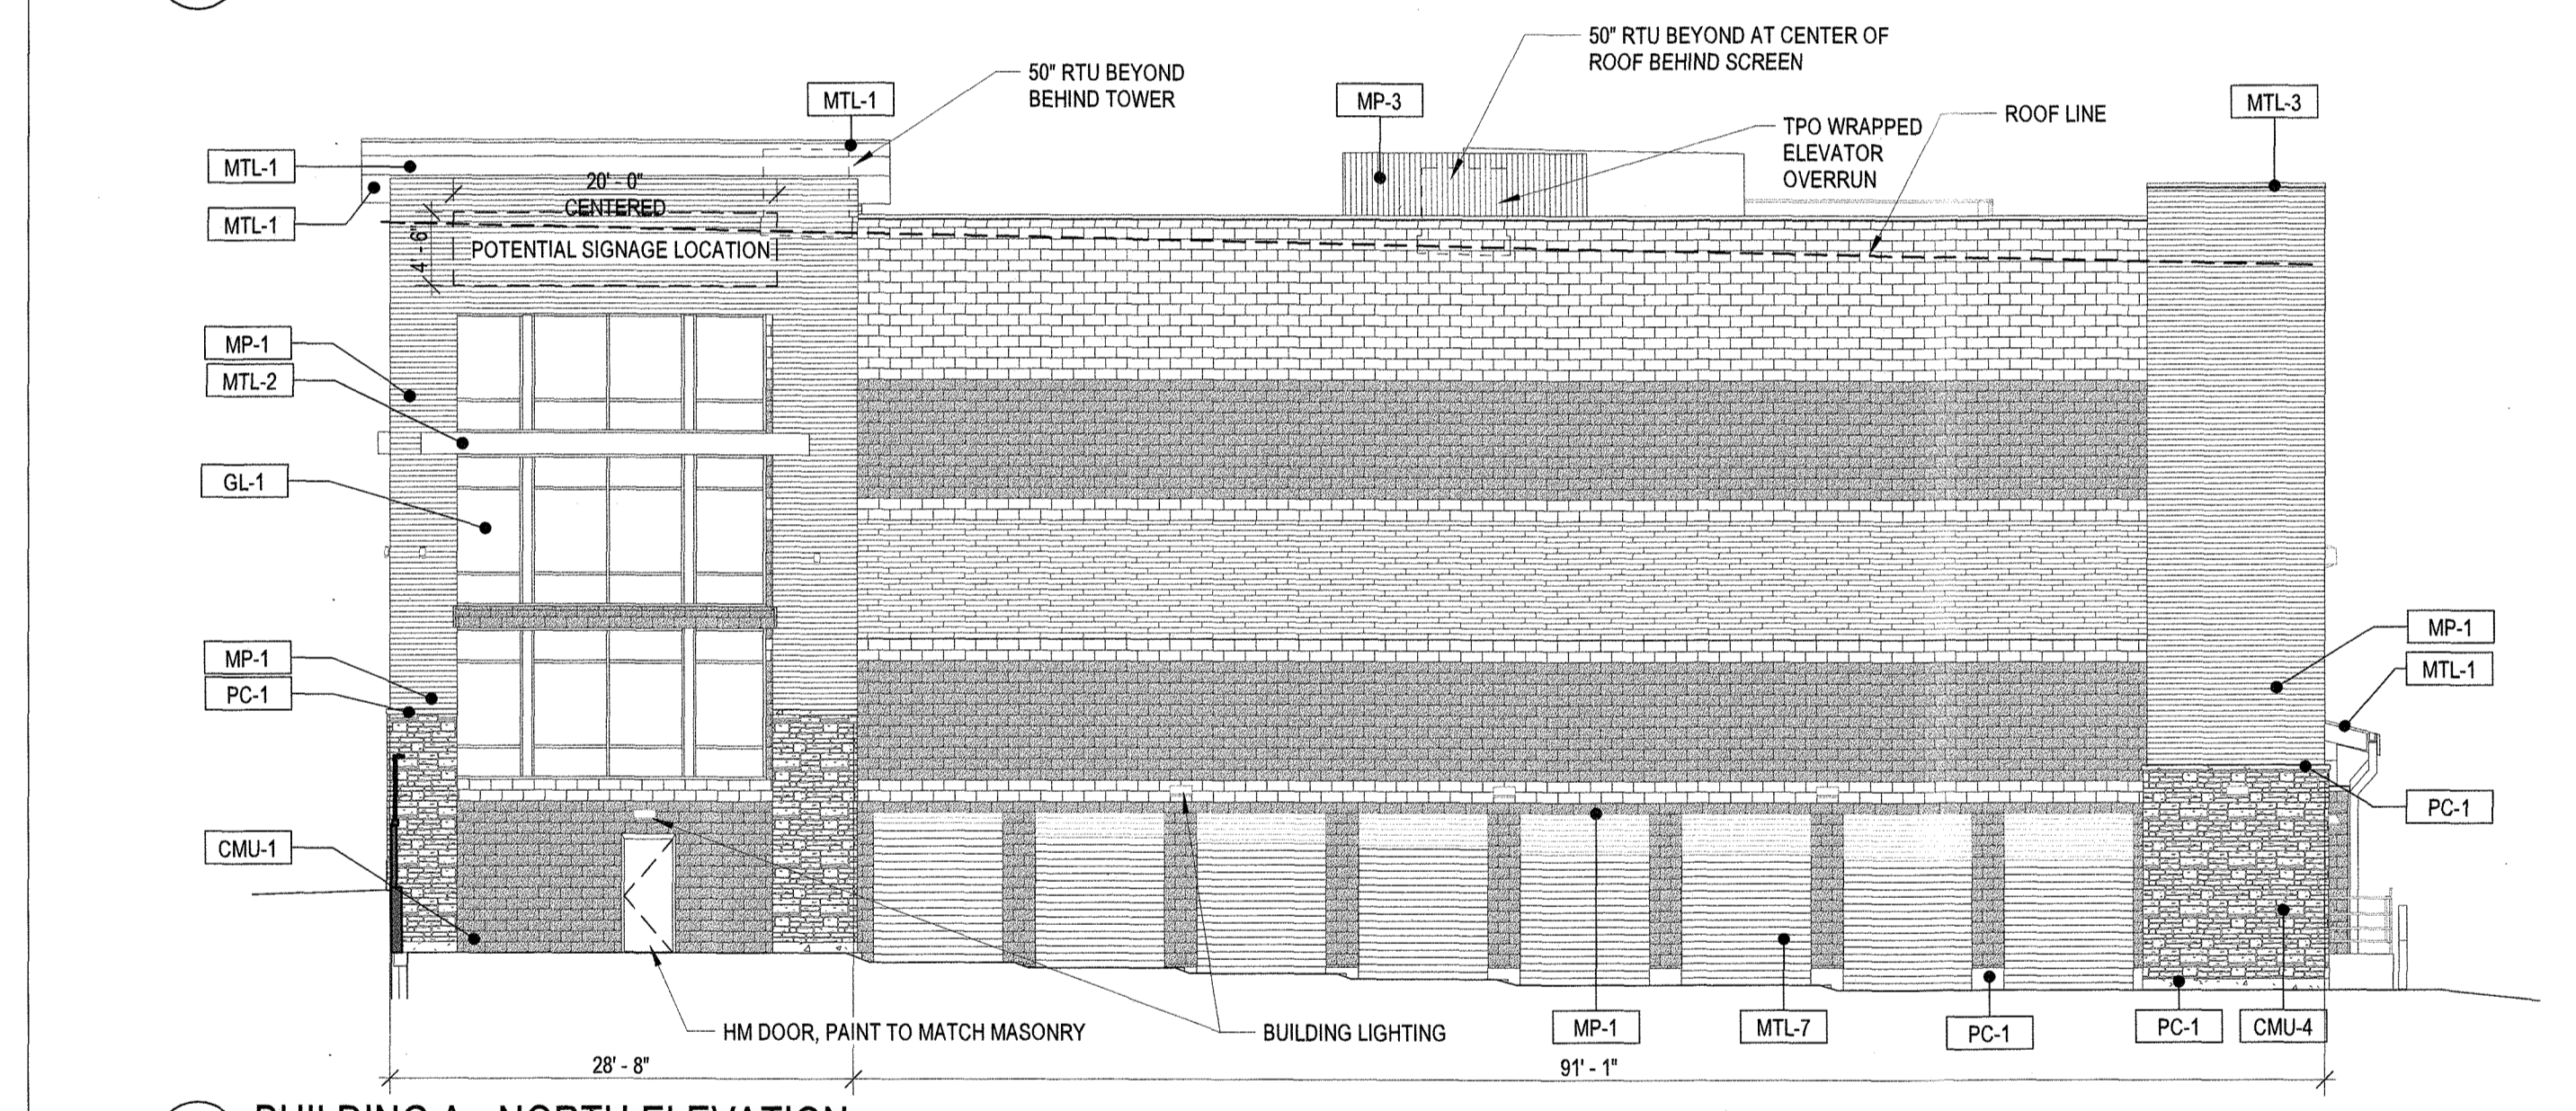 50" RTU BEYOND AT CENTER OF
ROOF BEHIND SCREEN
50" RTU BEYOND
BEHIND TOWER
MTL-1
MP-3
MTL-3
ROOF LINE
TPO WRAPPED
ELEVATOR
OVERRUN
MTL-1
MTL-1
20' - 0"
CENTERED
4' - 6"
POTENTIAL SIGNAGE LOCATION
MP-1
MTL-2
GL-1
MP-1
PC-1
CMU-1
MP-1
MTL-1
PC-1
HM DOOR, PAINT TO MATCH MASONRY
BUILDING LIGHTING
MP-1
MTL-7
PC-1
PC-1
CMU-4
28' - 8"
91' - 1"
BUILDING A - NORTH ELEVATION